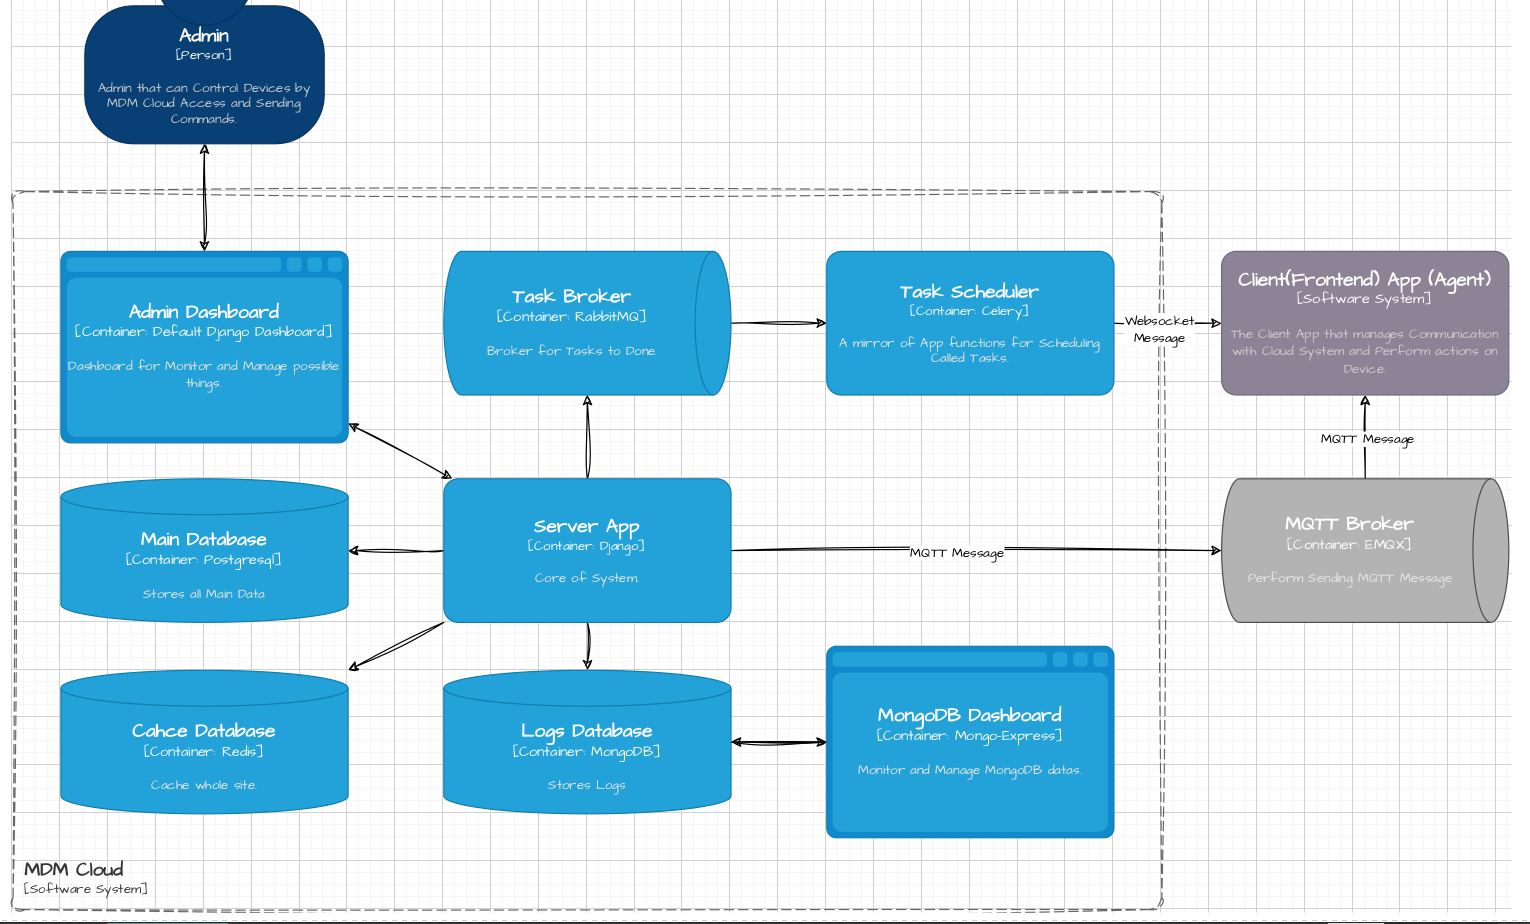 Admin
[Person]
Admin that can Control Devices by
MDM Cloud Access and Sending
Commands.
Admin Dashboard
[Container: Default Django Dashboard]
Dashboard for Monitor and Manage possible
things.
Task Broker
[Container: RabbitMQ]
Broker for Tasks to Done.
Task Scheduler
[Container: Celery]
A mirror of App functions for Scheduling
Called Tasks.
Websocket
Message
Client(Frontend) App (Agent)
[Software System]
The Client App that manages Communication
with Cloud System and Perform actions on
Device.
MQTT Message
Main Database
[Container: Postgresql]
Stores all Main Data
Server App
[Container: Django]
Core of System.
MQTT Message
MQTT Broker
[Container: EMQX]
Perform Sending MQTT Message
Cahce Database
[Container: Redis]
Cache whole site.
Logs Database
[Container: MongoDB]
Stores Logs
MongoDB Dashboard
[Container: Mongo-Express]
Monitor and Manage MongoDB datas.
MDM Cloud
[Software System]